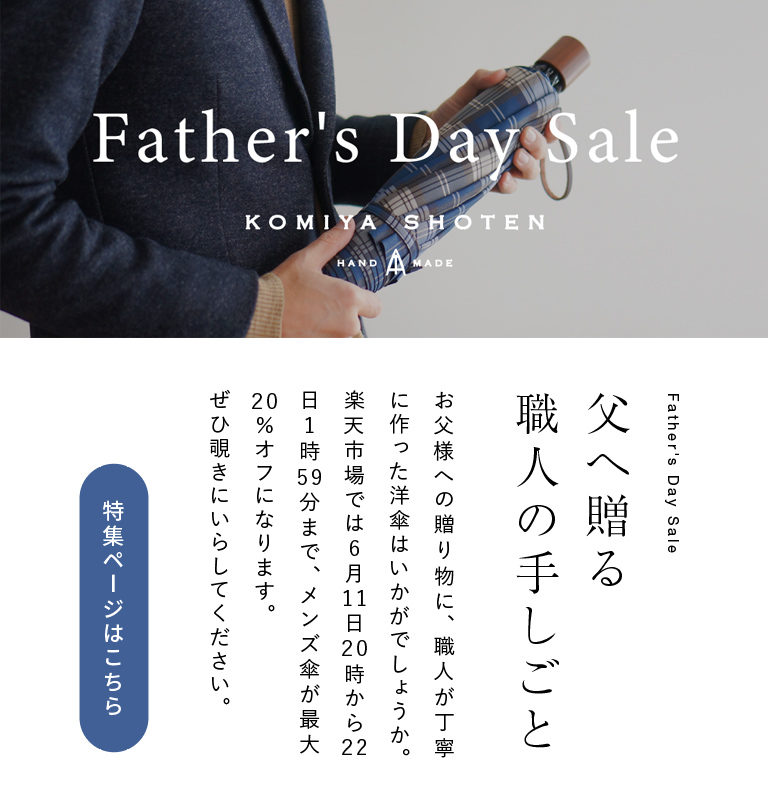 Father's Day Sale
KOMIYA SHOTEN
HAND MADE
Father's Day Sale
父へ贈る
職人の手しごと
お父様への贈り物に、職人が丁寧
に作った洋傘はいかがでしょうか。
楽天市場では6月11日20時から22
日1時59分まで、メンズ傘が最大
20%オフになります。
ぜひ覗きにいらしてください。
特集ページはこちら